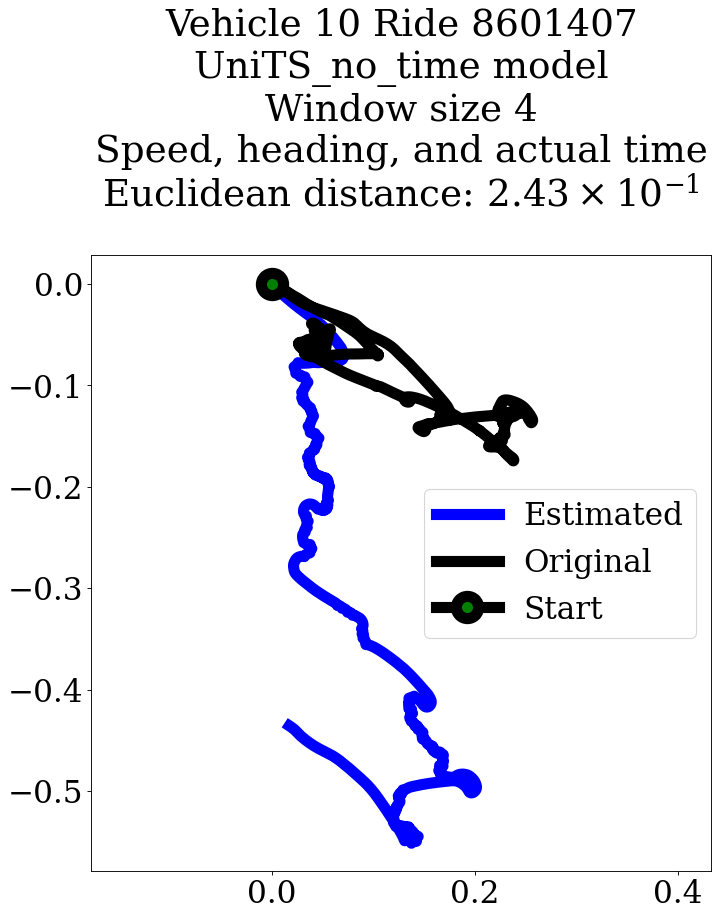 Vehicle 10 Ride 8601407
UniTS_no_time model
Window size 4
Speed, heading, and actual time
Euclidean distance: 2.43 × 10⁻¹
0.0
−0.1
−0.2
−0.3
−0.4
−0.5
Estimated
Original
Start
0.0 0.2 0.4